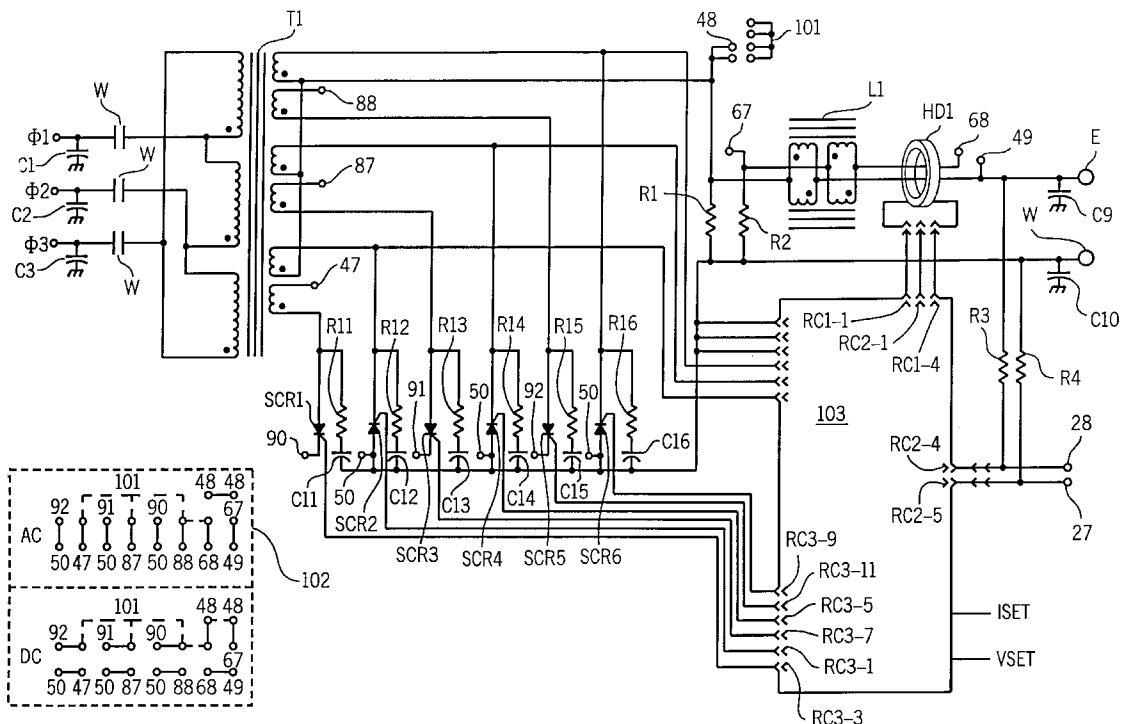 T1
48
101
W
88
67
L1
HD1
68
49
E
Φ1
C1
W
87
Φ2
C2
R1
R2
C9
W
Φ3
C3
W
47
C10
R11
R12
R13
R14
R15
R16
RC1-1
RC2-1
RC1-4
R3
R4
SCR1
90
50
91
50
92
50
C16
103
RC2-4
28
RC2-5
27
C11
SCR2
C12
SCR3
C13
SCR4
C14
SCR5
C15
SCR6
101
48 48
92 91 90 67
AC
50 47 50 87 50 88 68 49
102
101
48 48
92 91 90
DC
67
50 47 50 87 50 88 68 49
RC3-9
RC3-11
RC3-5
RC3-7
RC3-1
RC3-3
ISET
VSET